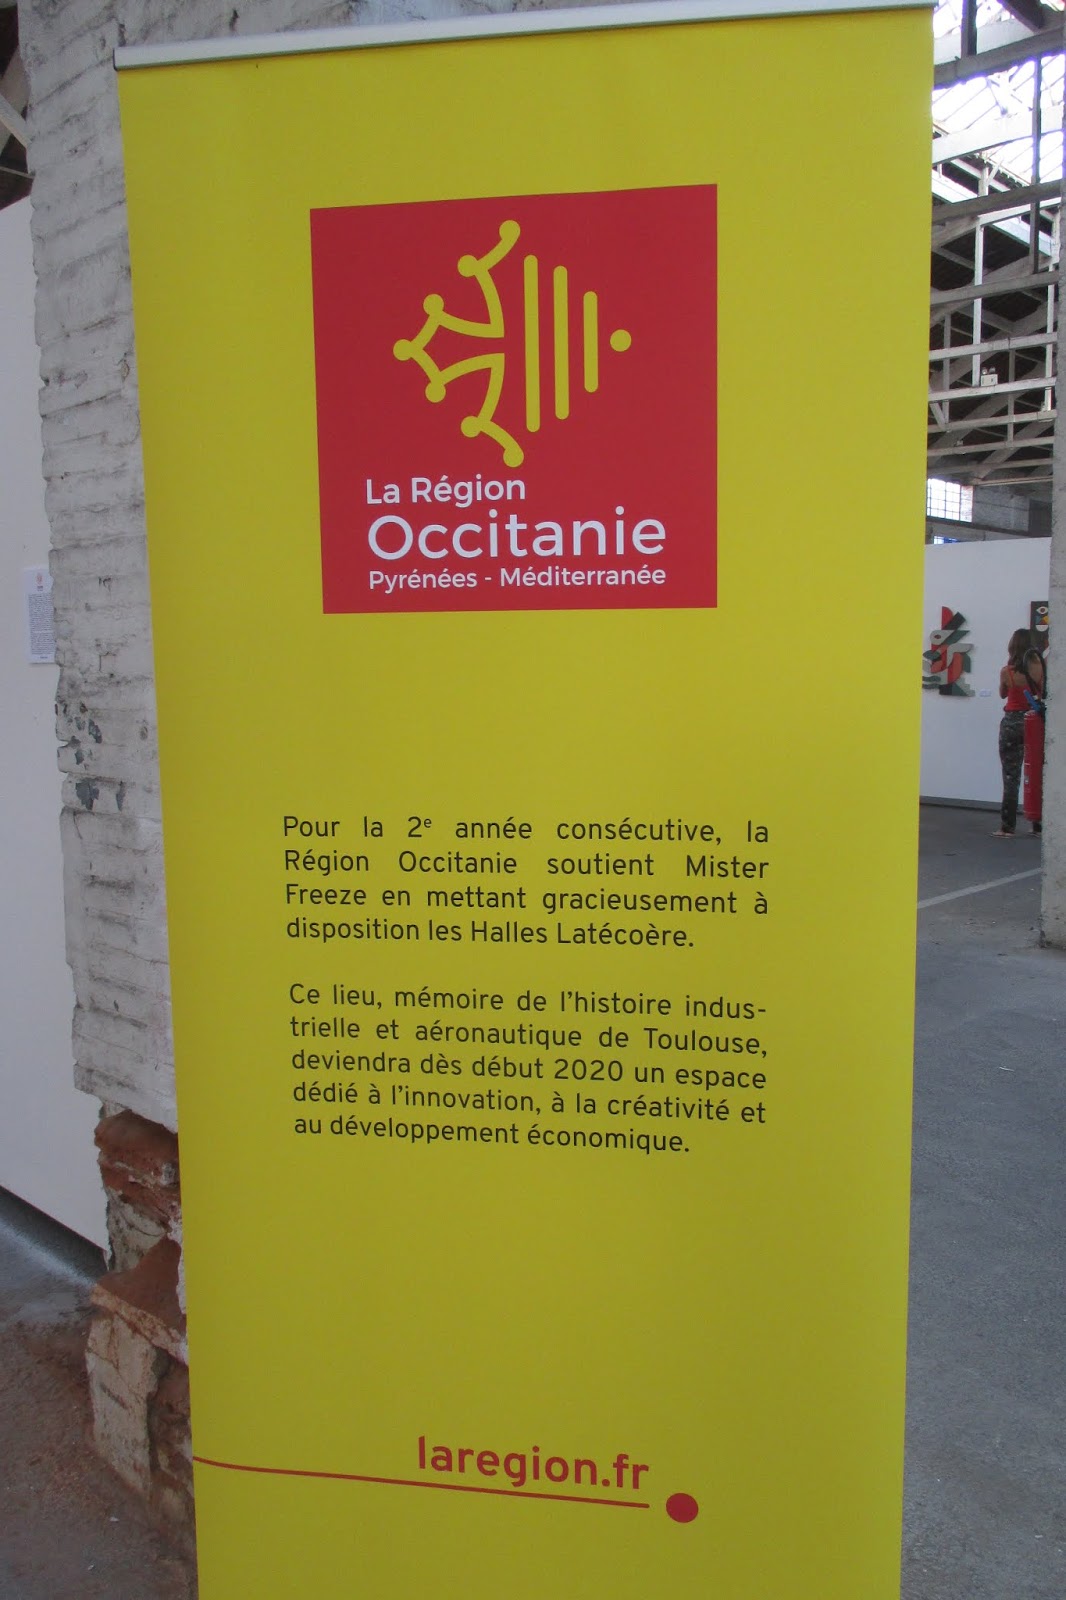 La Région
Occitanie
Pyrénées - Méditerranée
Pour la 2e année consécutive, la
Région Occitanie soutient Mister
Freeze en mettant gracieusement à
disposition les Halles Latécoère.
Ce lieu, mémoire de l'histoire indus-
trielle et aéronautique de Toulouse,
deviendra dès début 2020 un espace
dédié à l'innovation, à la créativité et
au développement économique.
laregion.fr